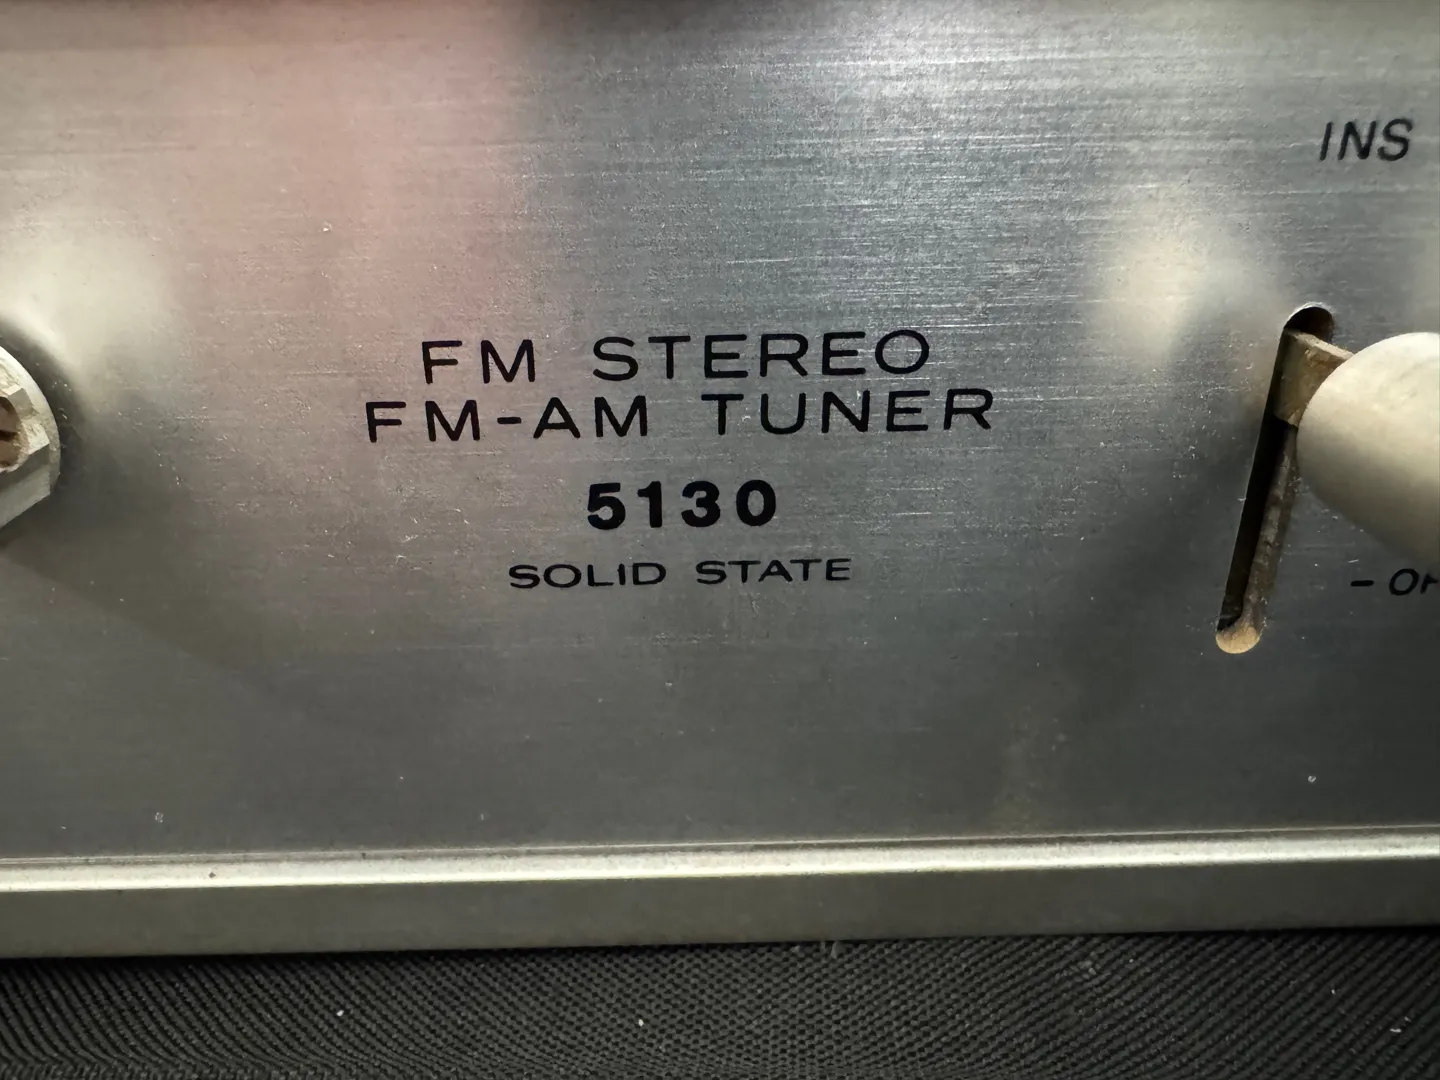 INS
FM STEREO
FM-AM TUNER
5130
SOLID STATE